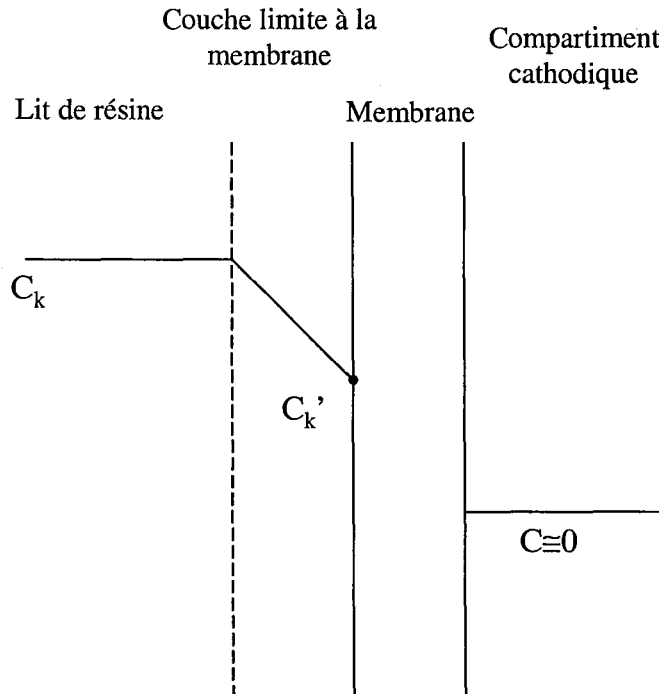 Couche limite à la
membrane
Compartiment
cathodique
Lit de résine
Membrane
C_k
C_k'
C≅0